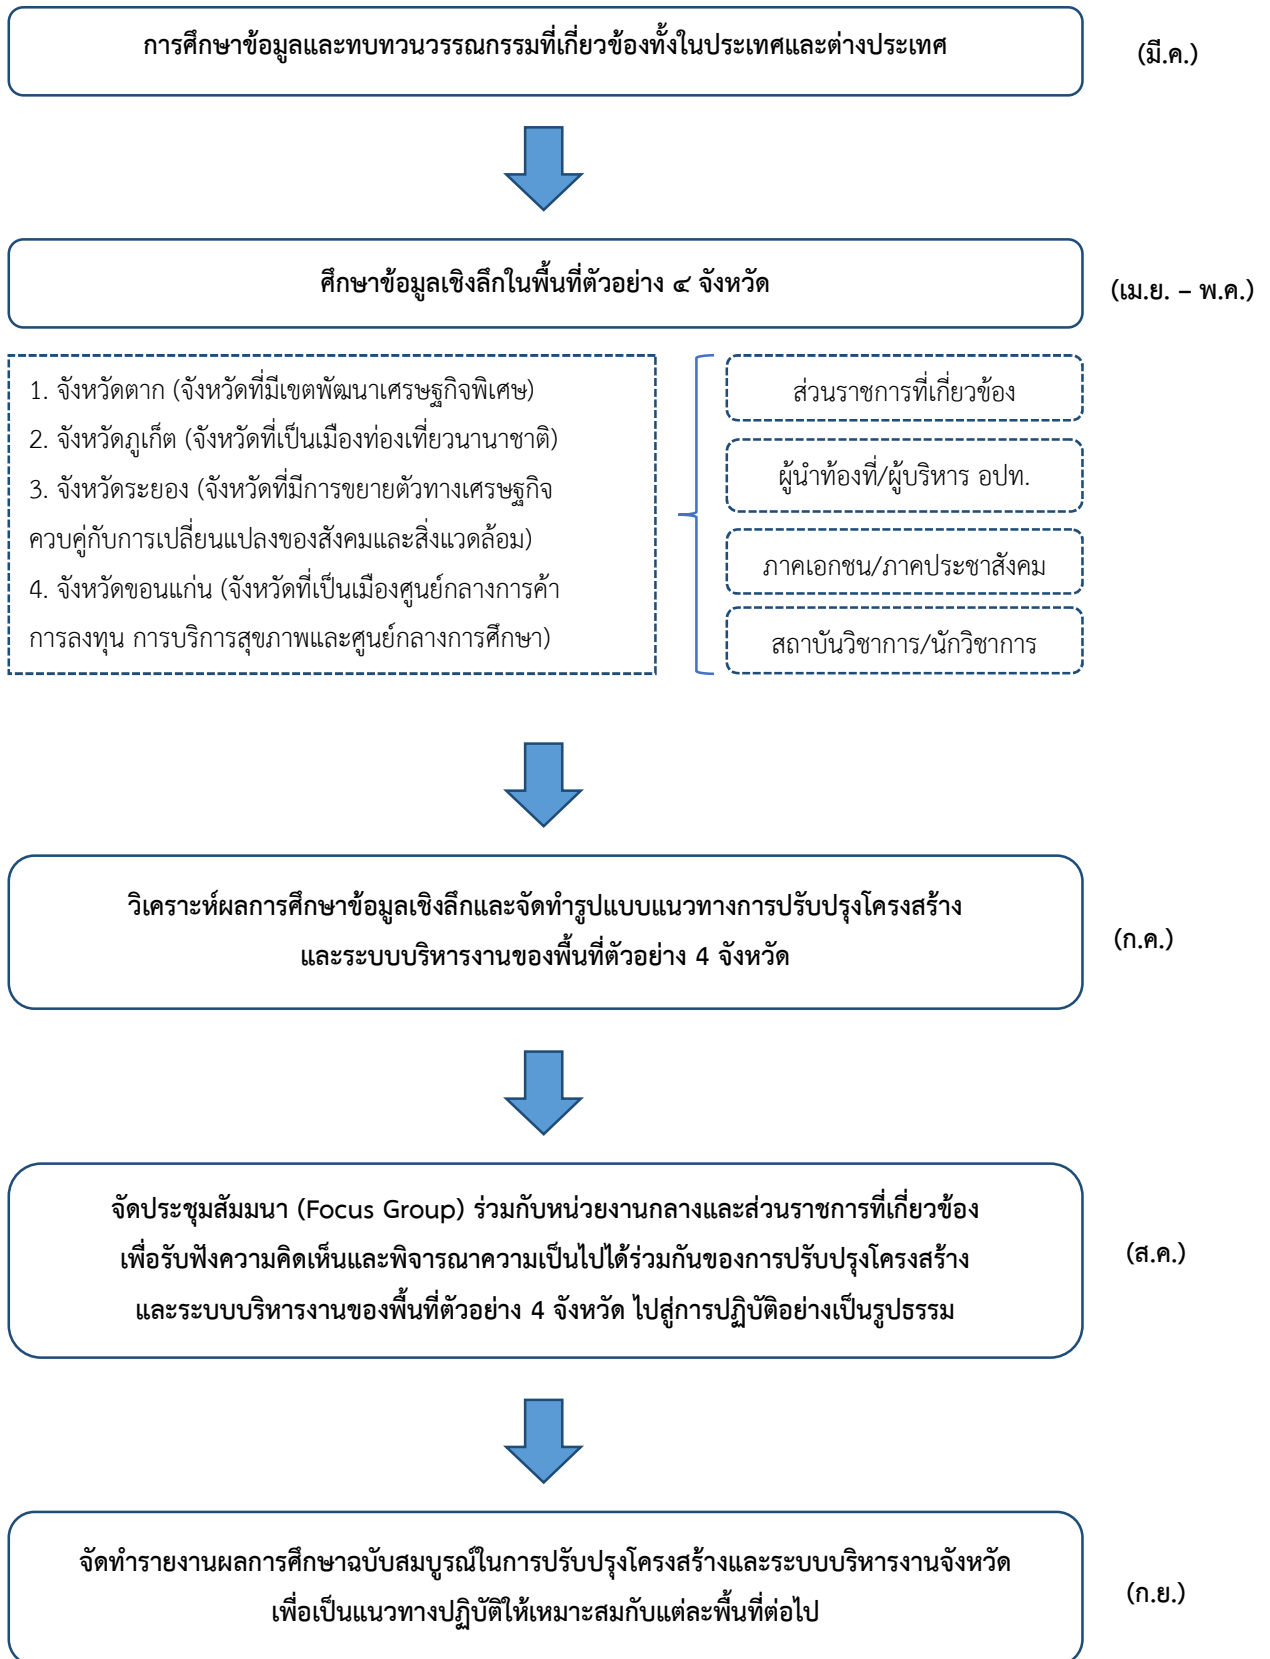 การศึกษาข้อมูลและทบทวนวรรณกรรมที่เกี่ยวข้องทั้งในประเทศและต่างประเทศ
(มี.ค.)
ศึกษาข้อมูลเชิงลึกในพื้นที่ตัวอย่าง ๔ จังหวัด
(เม.ย. – พ.ค.)
1. จังหวัดตาก (จังหวัดที่มีเขตพัฒนาเศรษฐกิจพิเศษ)
2. จังหวัดภูเก็ต (จังหวัดที่เป็นเมืองท่องเที่ยวนานาชาติ)
3. จังหวัดระยอง (จังหวัดที่มีการขยายตัวทางเศรษฐกิจ
ควบคู่กับการเปลี่ยนแปลงของสังคมและสิ่งแวดล้อม)
4. จังหวัดขอนแก่น (จังหวัดที่เป็นเมืองศูนย์กลางการค้า
การลงทุน การบริการสุขภาพและศูนย์กลางการศึกษา)
ส่วนราชการที่เกี่ยวข้อง
ผู้นำท้องที่/ผู้บริหาร อปท.
ภาคเอกชน/ภาคประชาสังคม
สถาบันวิชาการ/นักวิชาการ
วิเคราะห์ผลการศึกษาข้อมูลเชิงลึกและจัดทำรูปแบบแนวทางการปรับปรุงโครงสร้าง
และระบบบริหารงานของพื้นที่ตัวอย่าง 4 จังหวัด
(ก.ค.)
จัดประชุมสัมมนา (Focus Group) ร่วมกับหน่วยงานกลางและส่วนราชการที่เกี่ยวข้อง
เพื่อรับฟังความคิดเห็นและพิจารณาความเป็นไปได้ร่วมกันของการปรับปรุงโครงสร้าง
และระบบบริหารงานของพื้นที่ตัวอย่าง 4 จังหวัด ไปสู่การปฏิบัติอย่างเป็นรูปธรรม
(ส.ค.)
จัดทำรายงานผลการศึกษาฉบับสมบูรณ์ในการปรับปรุงโครงสร้างและระบบบริหารงานจังหวัด
เพื่อเป็นแนวทางปฏิบัติให้เหมาะสมกับแต่ละพื้นที่ต่อไป
(ก.ย.)